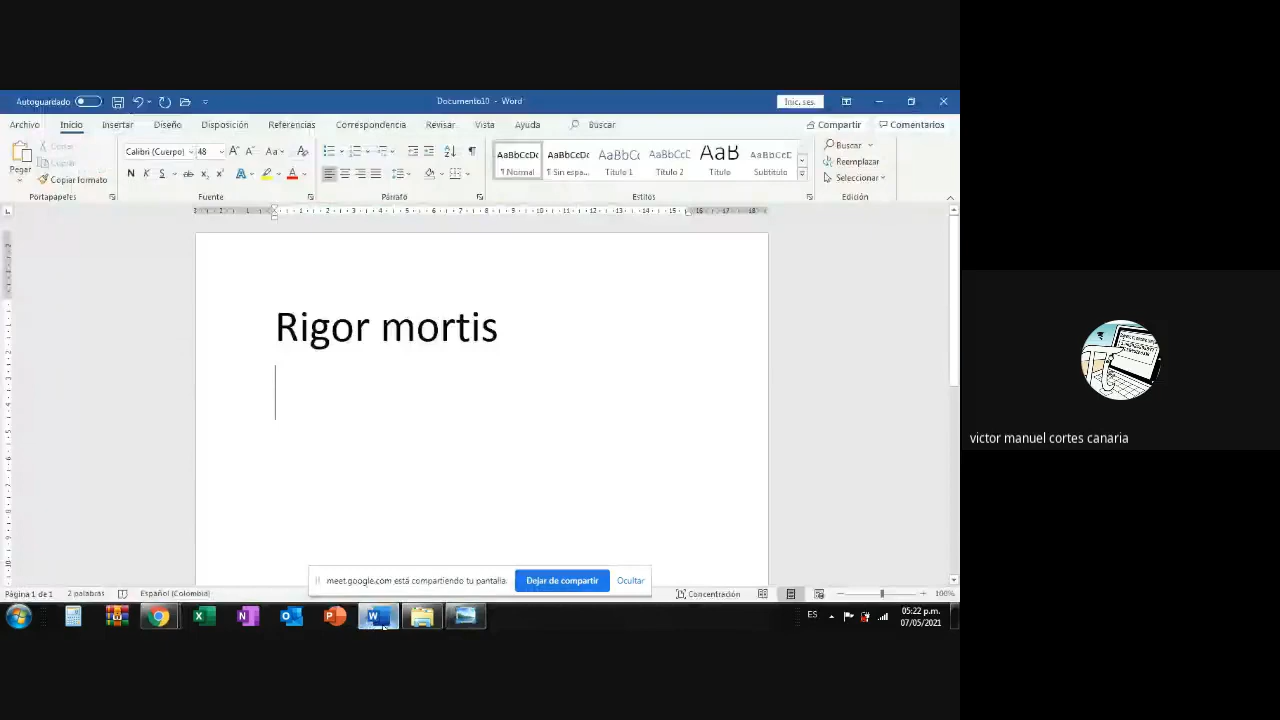 Autoguardado
Documento10 - Word
Inic. ses.
Archivo Inicio Insertar Diseño Disposición Referencias Correspondencia Revisar Vista Ayuda Buscar
Compartir Comentarios
Pegar
Cortar
Copiar
Copiar formato
Portapapeles
Calibri (Cuerpo) 48
N K S
Fuente
Párrafo
AaBbCcDc AaBbCcDc AaBbCc AaBbCcD AaB AaBbCcD
¶ Normal ¶ Sin espa... Título 1 Título 2 Título Subtítulo
Estilos
Buscar
Reemplazar
Seleccionar
Edición
Rigor mortis
meet.google.com está compartiendo tu pantalla.
Dejar de compartir
Ocultar
Página 1 de 1 2 palabras Español (Colombia)
Concentración
100%
ES
05:22 p.m.
07/05/2021
victor manuel cortes canaria